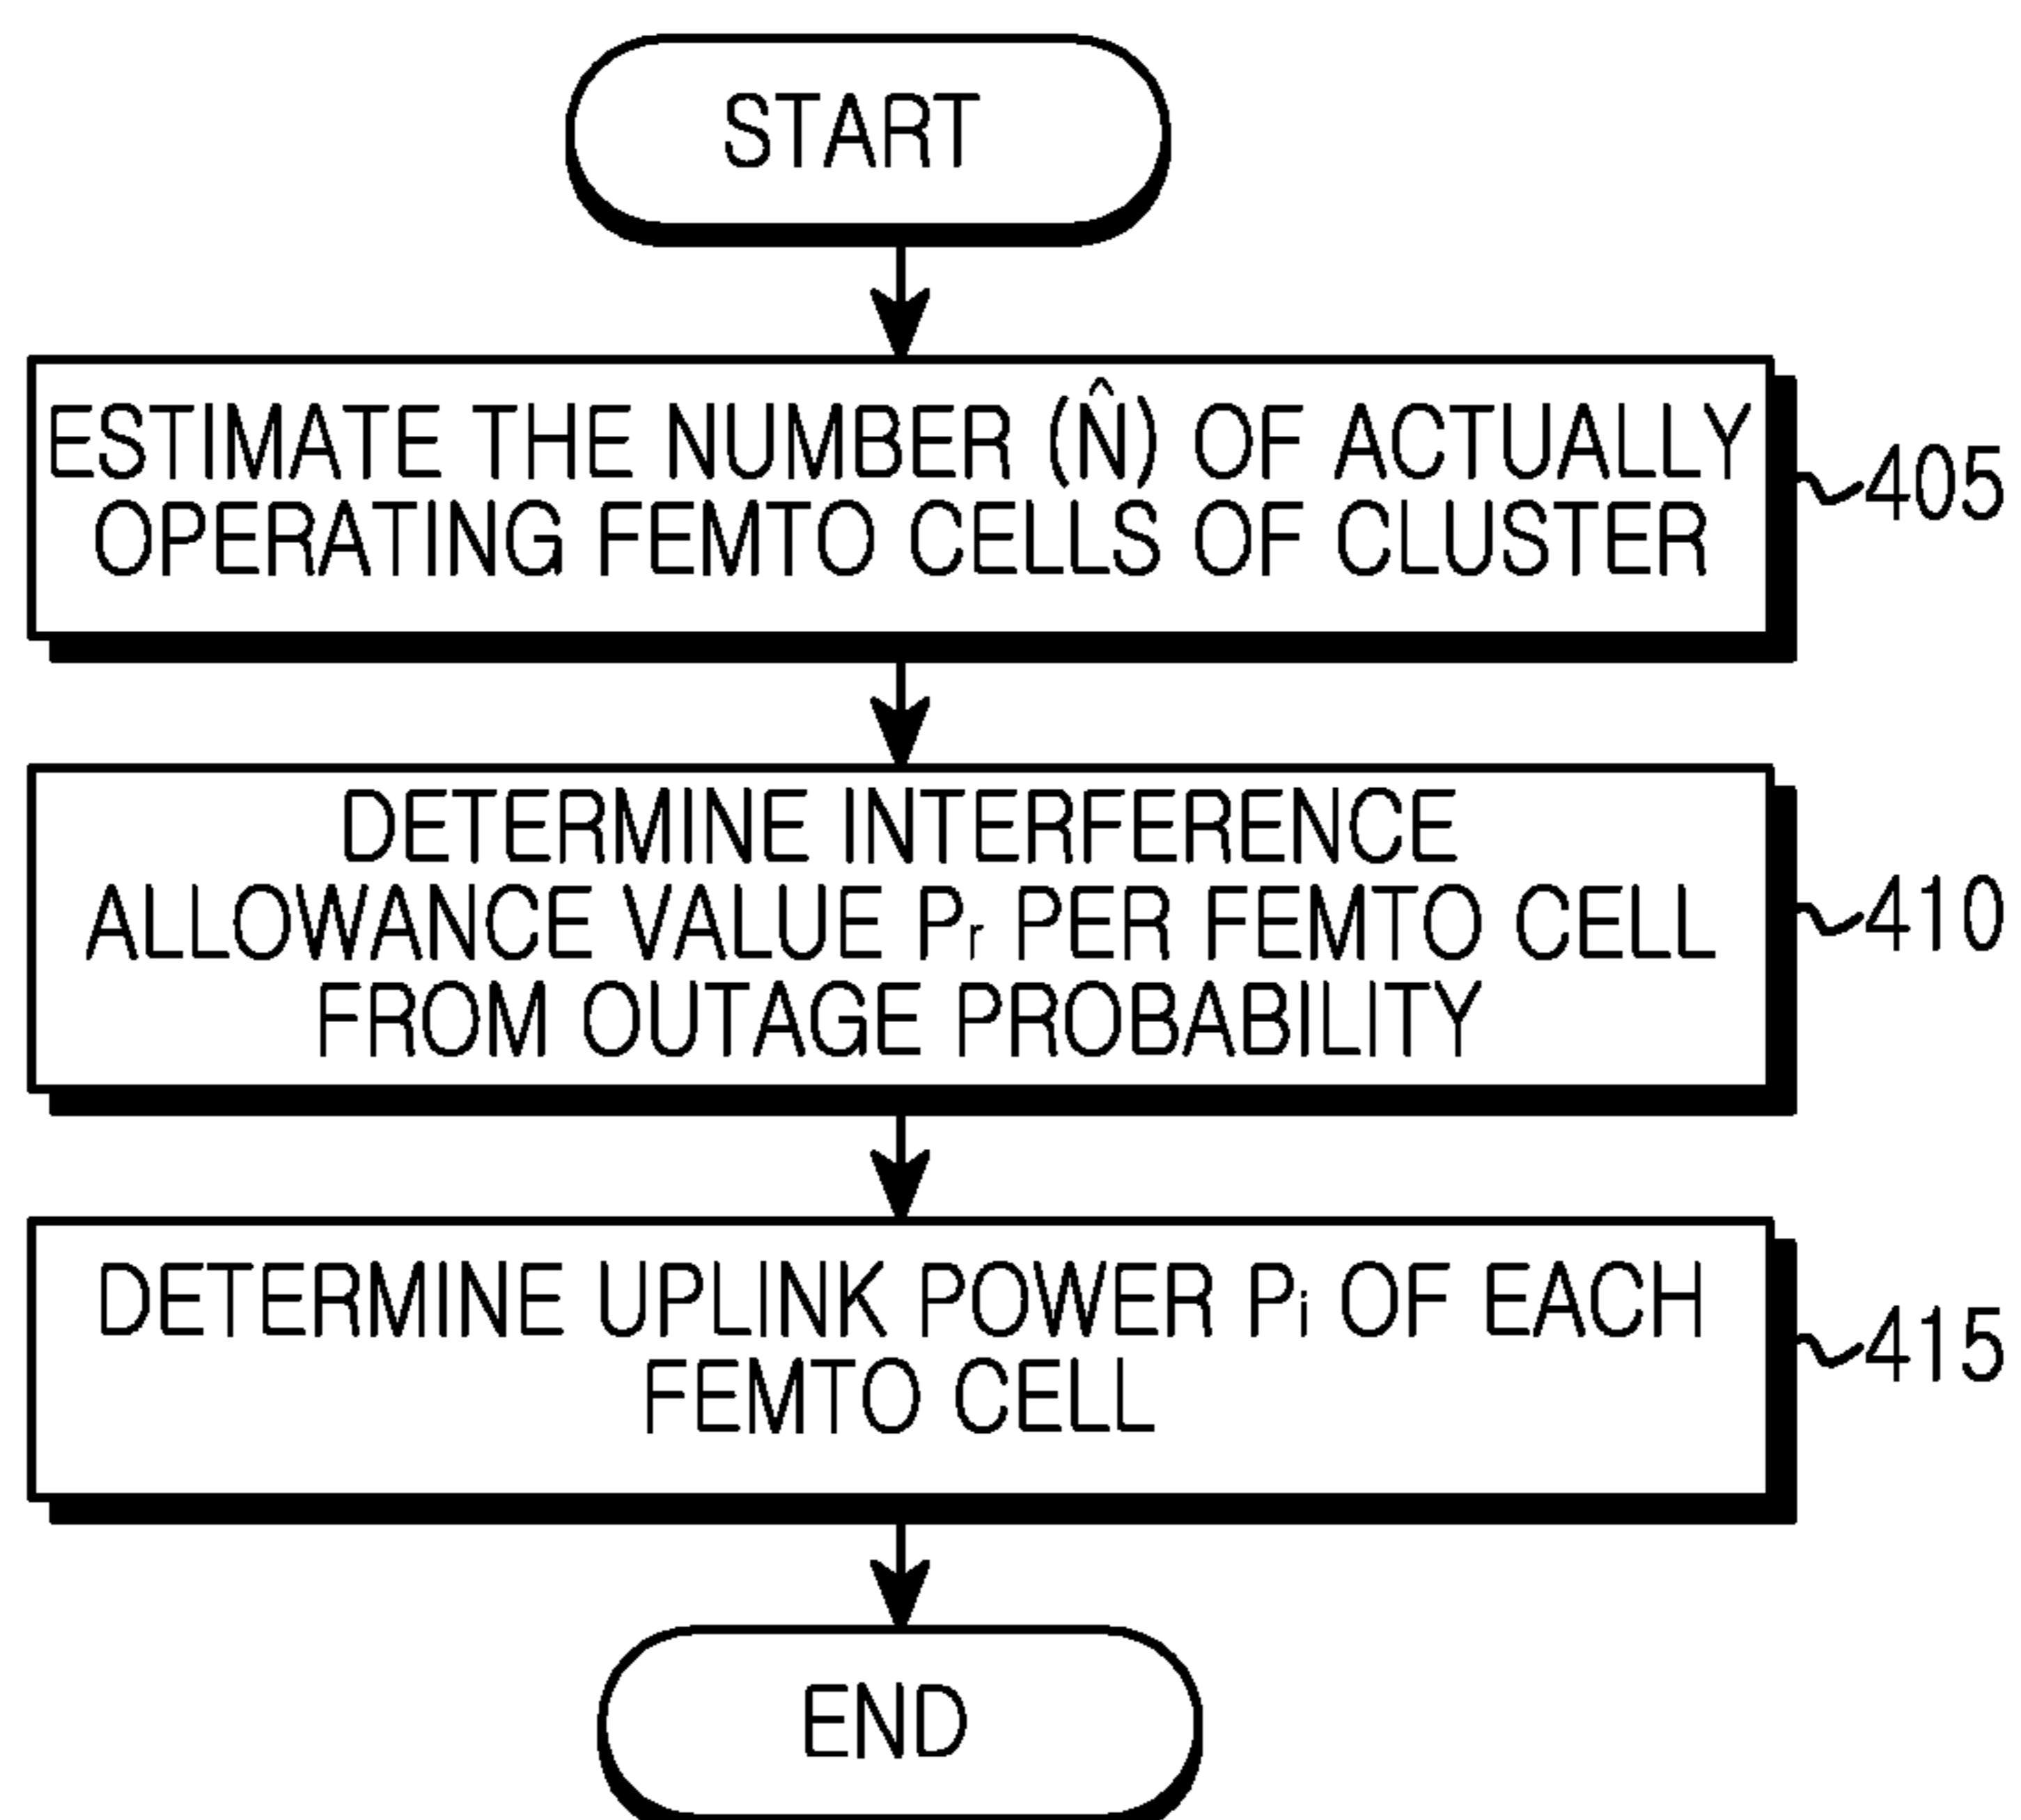 START
ESTIMATE THE NUMBER (N̂) OF ACTUALLY
OPERATING FEMTO CELLS OF CLUSTER
405
DETERMINE INTERFERENCE
ALLOWANCE VALUE Pr PER FEMTO CELL
FROM OUTAGE PROBABILITY
410
DETERMINE UPLINK POWER Pi OF EACH
FEMTO CELL
415
END